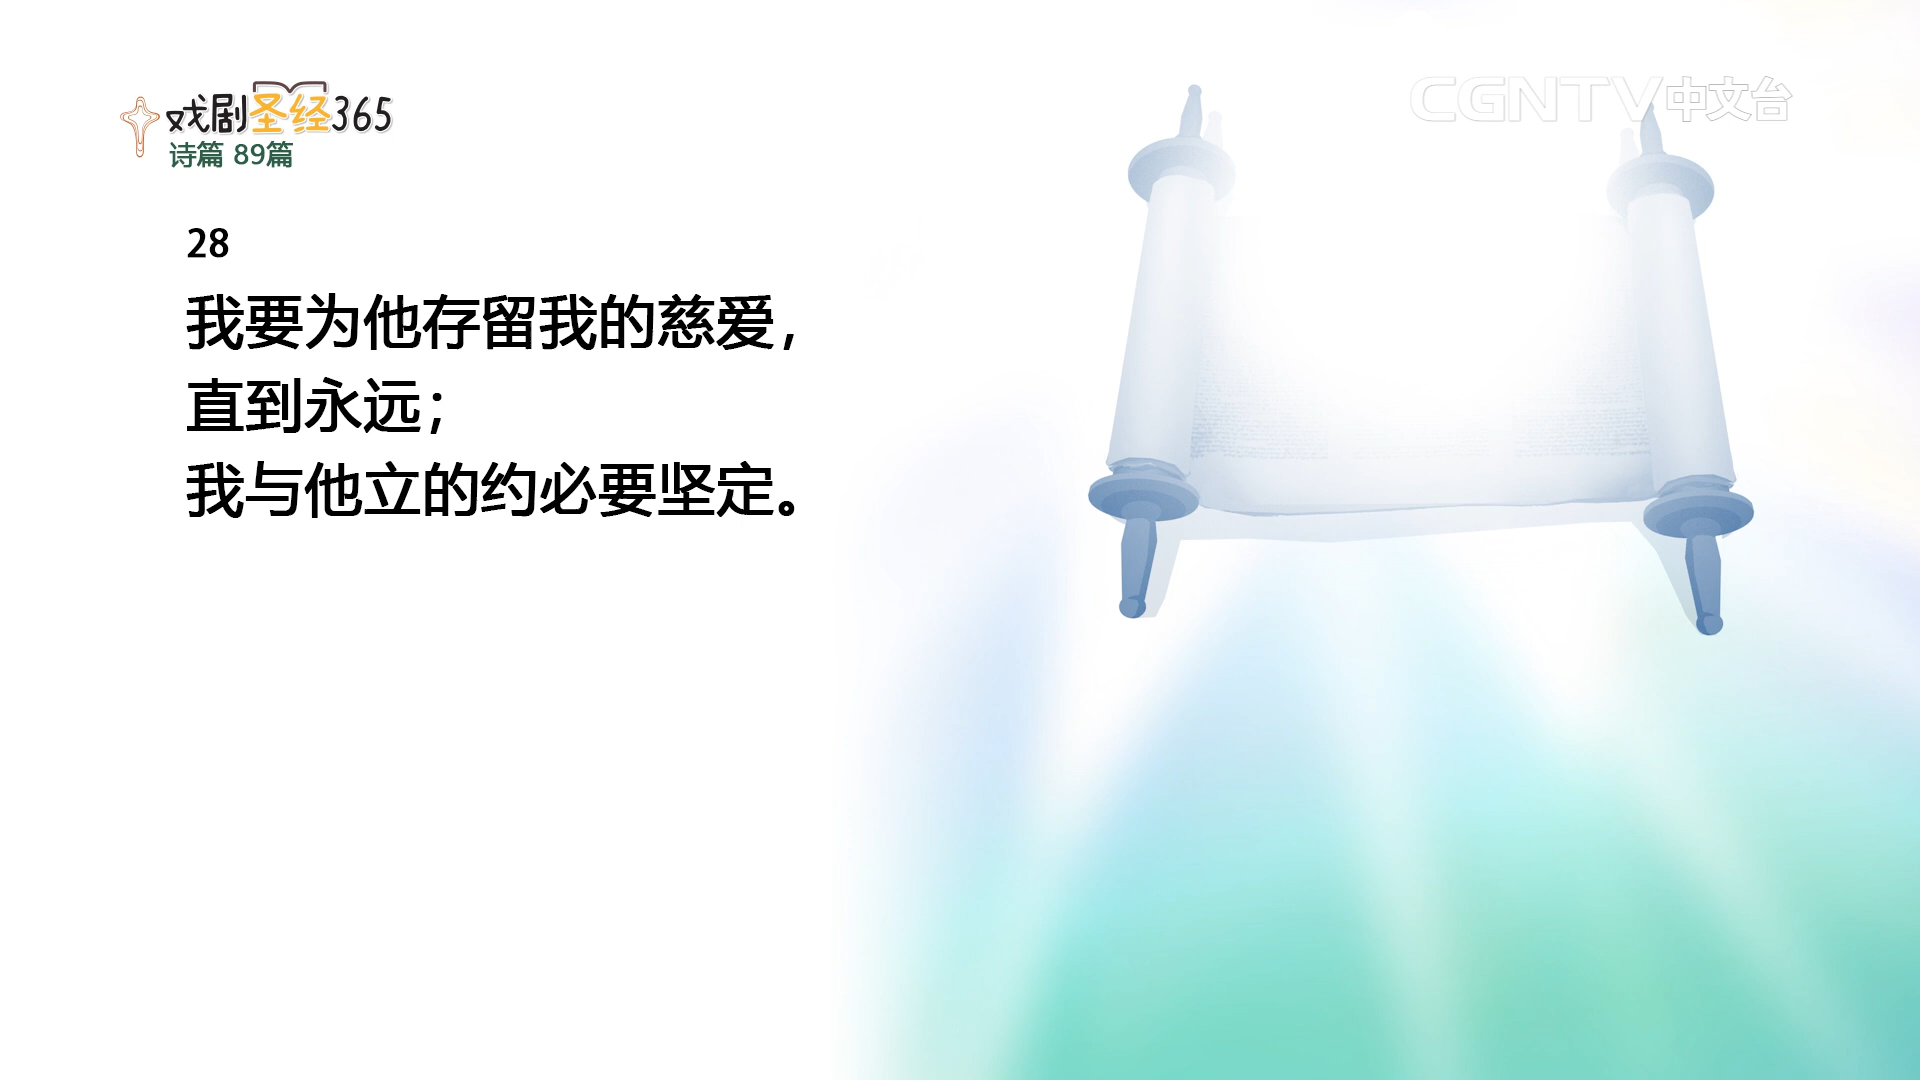 戏剧圣经365
诗篇 89篇
CGNTV中文台
28
我要为他存留我的慈爱，
直到永远；
我与他立的约必要坚定。